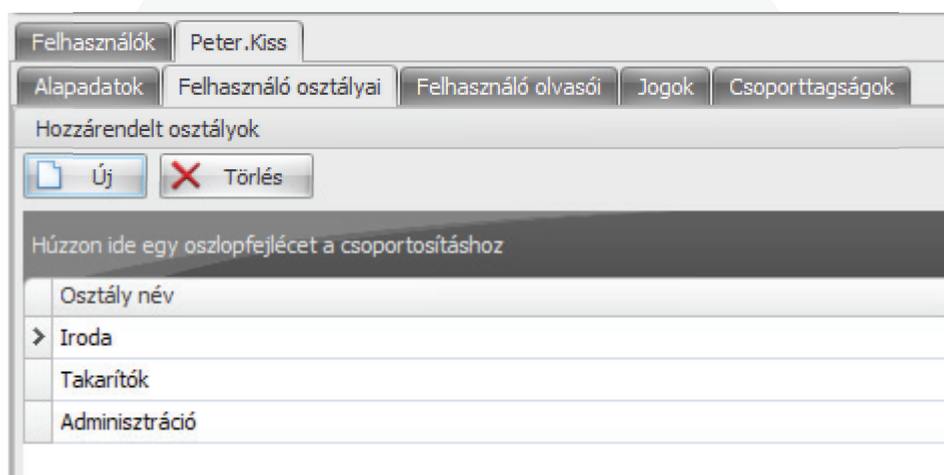 Felhasználók Peter.Kiss
Alapadatok Felhasználó osztályai Felhasználó olvasói Jogok Csoporttagságok
Hozzárendelt osztályok
Új Törlés
Húzzon ide egy oszlopfejlécet a csoportosításhoz
Osztály név
Iroda
Takarítók
Adminisztráció